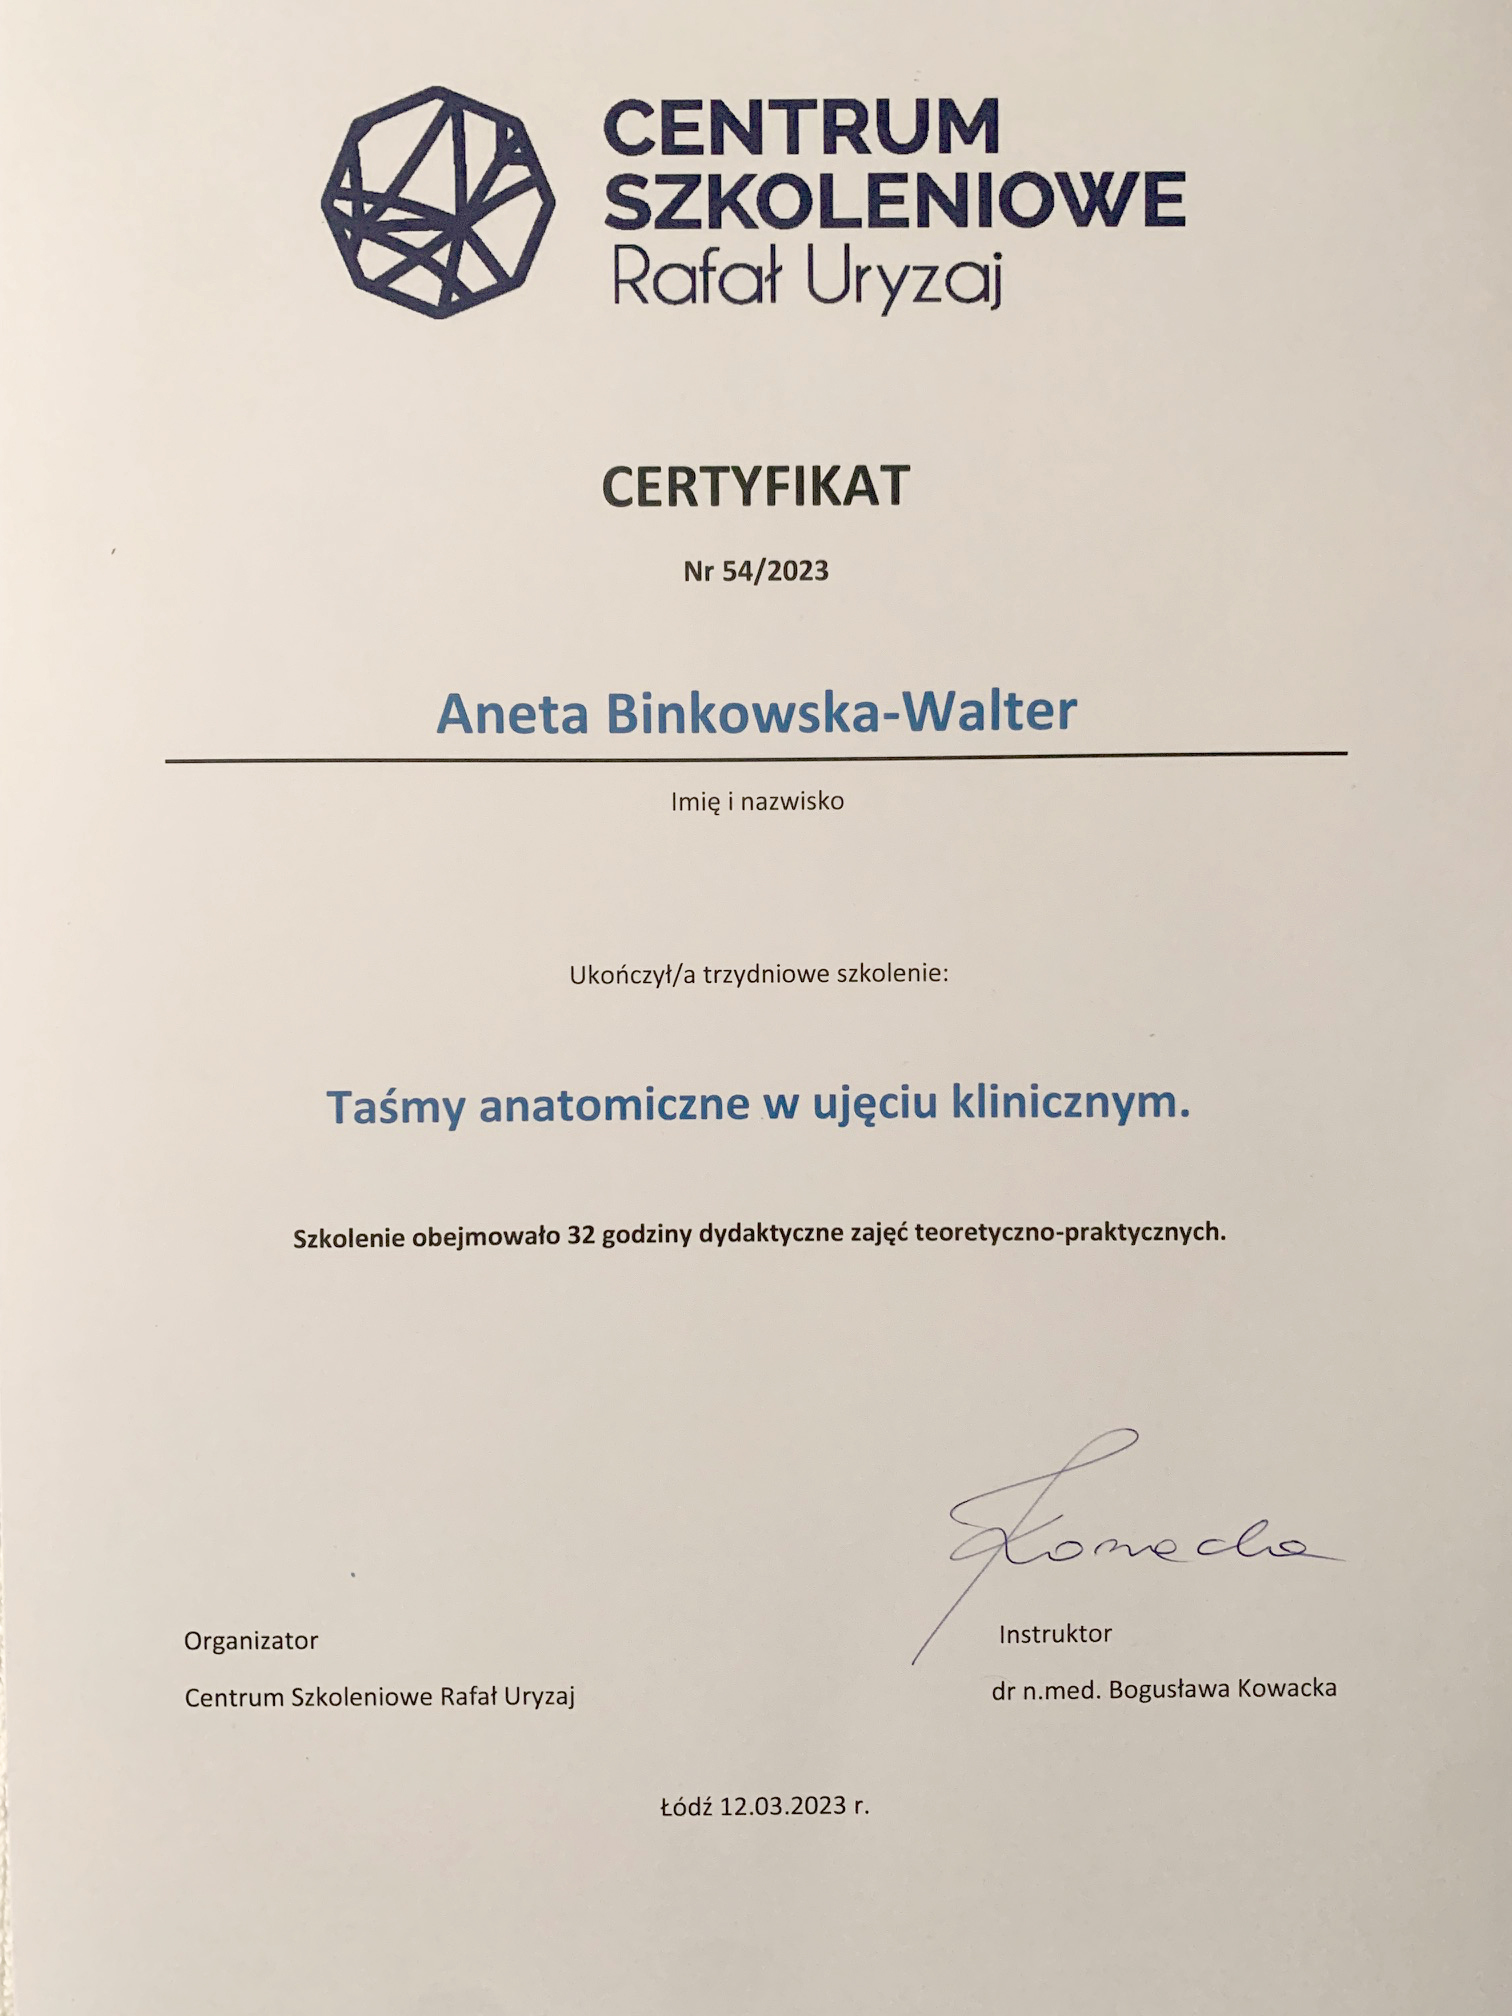 CENTRUM
SZKOLENIOWE
Rafał Uryzaj
CERTYFIKAT
Nr 54/2023
Aneta Binkowska-Walter
Imię i nazwisko
Ukończył/a trzydniowe szkolenie:
Taśmy anatomiczne w ujęciu klinicznym.
Szkolenie obejmowało 32 godziny dydaktyczne zajęć teoretyczno-praktycznych.
Organizator
Centrum Szkoleniowe Rafał Uryzaj
Kowacka
Instruktor
dr n.med. Bogusława Kowacka
Łódź 12.03.2023 r.